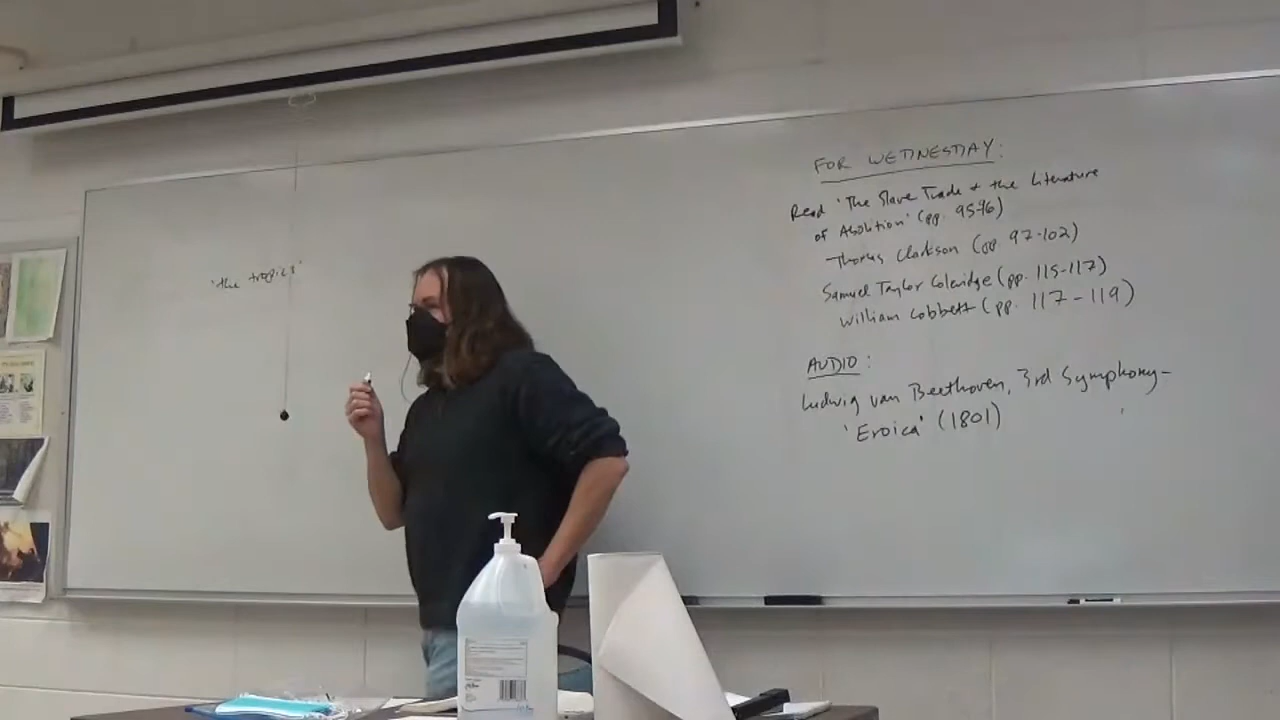 'the tropics'
FOR WEDNESDAY:
Read 'The Slave Trade & the Literature
of Abolition' (pp. 95-96)
Thomas Clarkson (pp. 97-102)
Samuel Taylor Coleridge (pp. 115-117)
William Cobbett (pp. 117-119)
AUDIO:
Ludwig van Beethoven, 3rd Symphony-
'Eroica' (1801)